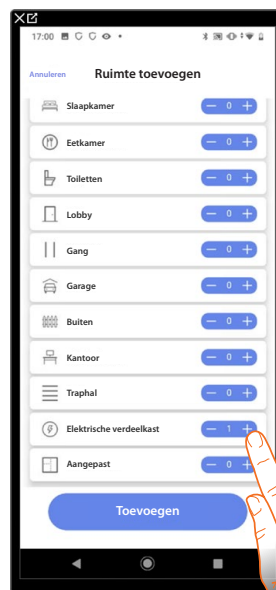 17:00
Annuleren Ruimte toevoegen
Slaapkamer — 0 +
Eetkamer — 0 +
Toiletten — 0 +
Lobby — 0 +
Gang — 0 +
Garage — 0 +
Buiten — 0 +
Kantoor — 0 +
Traphal — 0 +
Elektrische verdeelkast — 1 +
Aangepast — 0 +
Toevoegen